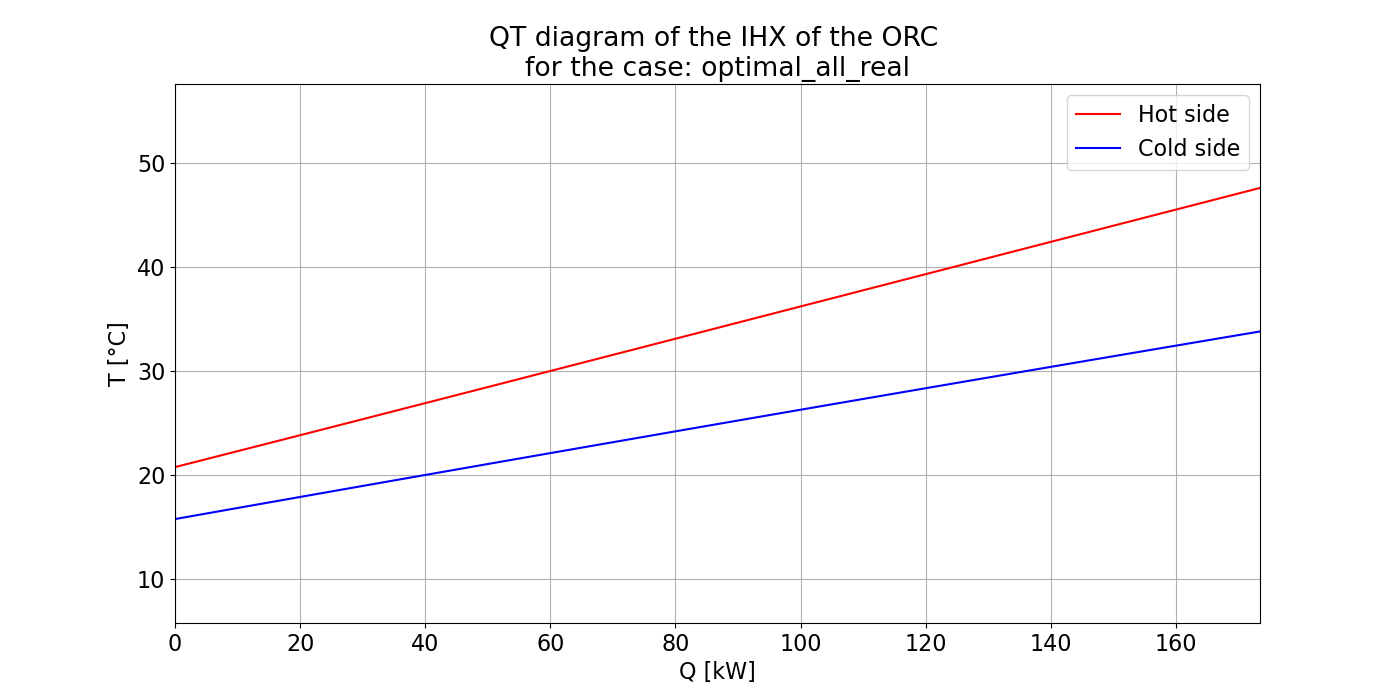 QT diagram of the IHX of the ORC
for the case: optimal_all_real
Hot side
Cold side
T [°C]
50
40
30
20
10
0 20 40 60 80 100 120 140 160
Q [kW]